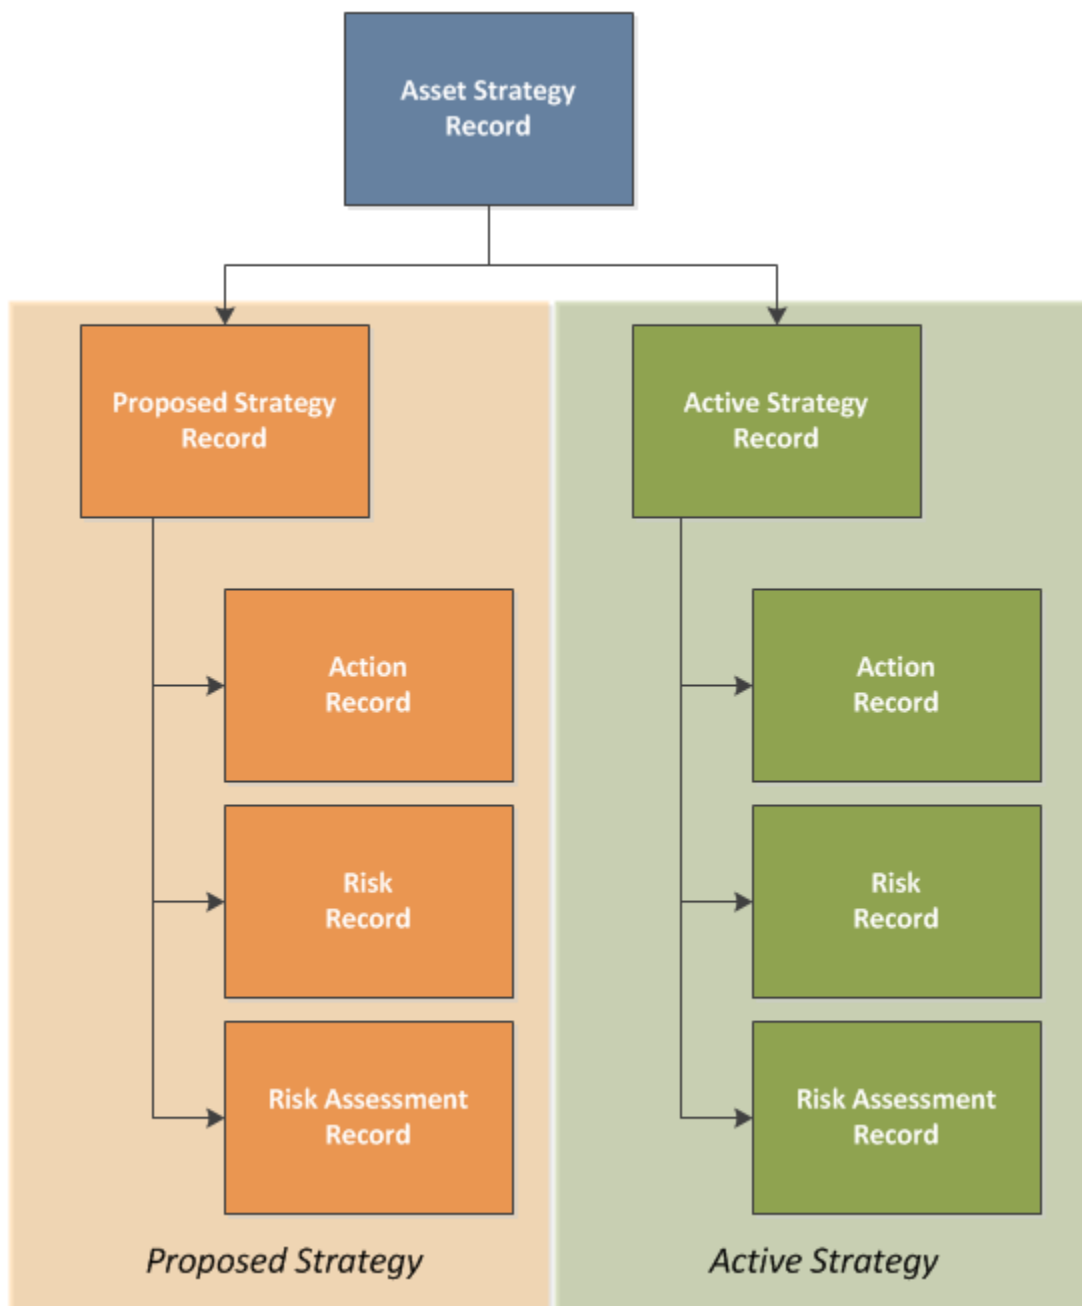 Asset Strategy
Record
Proposed Strategy
Record
Active Strategy
Record
Action
Record
Action
Record
Risk
Record
Risk
Record
Risk Assessment
Record
Risk Assessment
Record
Proposed Strategy
Active Strategy